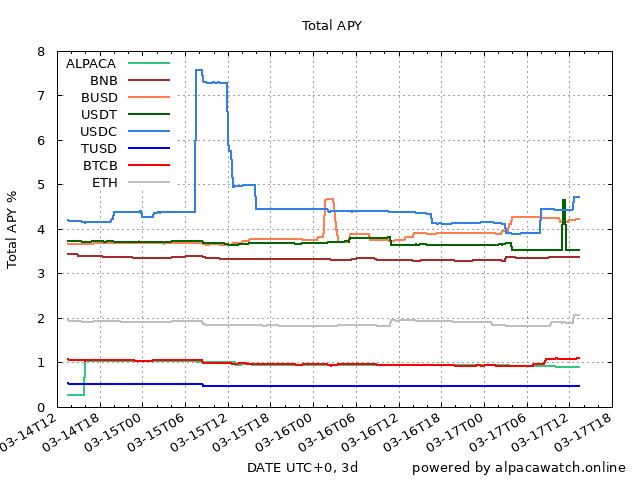 Total APY
8
7
6
5
4
3
2
1
0
Total APY %
ALPACA
BNB
BUSD
USDT
USDC
TUSD
BTCB
ETH
03-14T12
03-14T18
03-15T00
03-15T06
03-15T12
03-15T18
03-16T00
03-16T06
03-16T12
03-16T18
03-17T00
03-17T06
03-17T12
03-17T18
DATE UTC+0, 3d
powered by alpacawatch.online